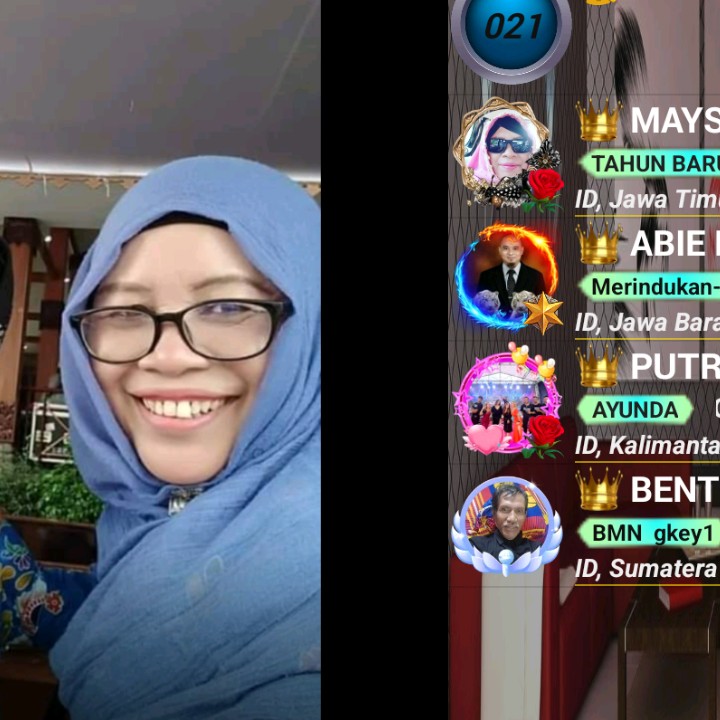 021
MAYS
TAHUN BARU
ID, Jawa Timu
ABIE
Merindukan-
ID, Jawa Bara
PUTR
AYUNDA
ID, Kalimanta
BENT
BMN gkey1
ID, Sumatera